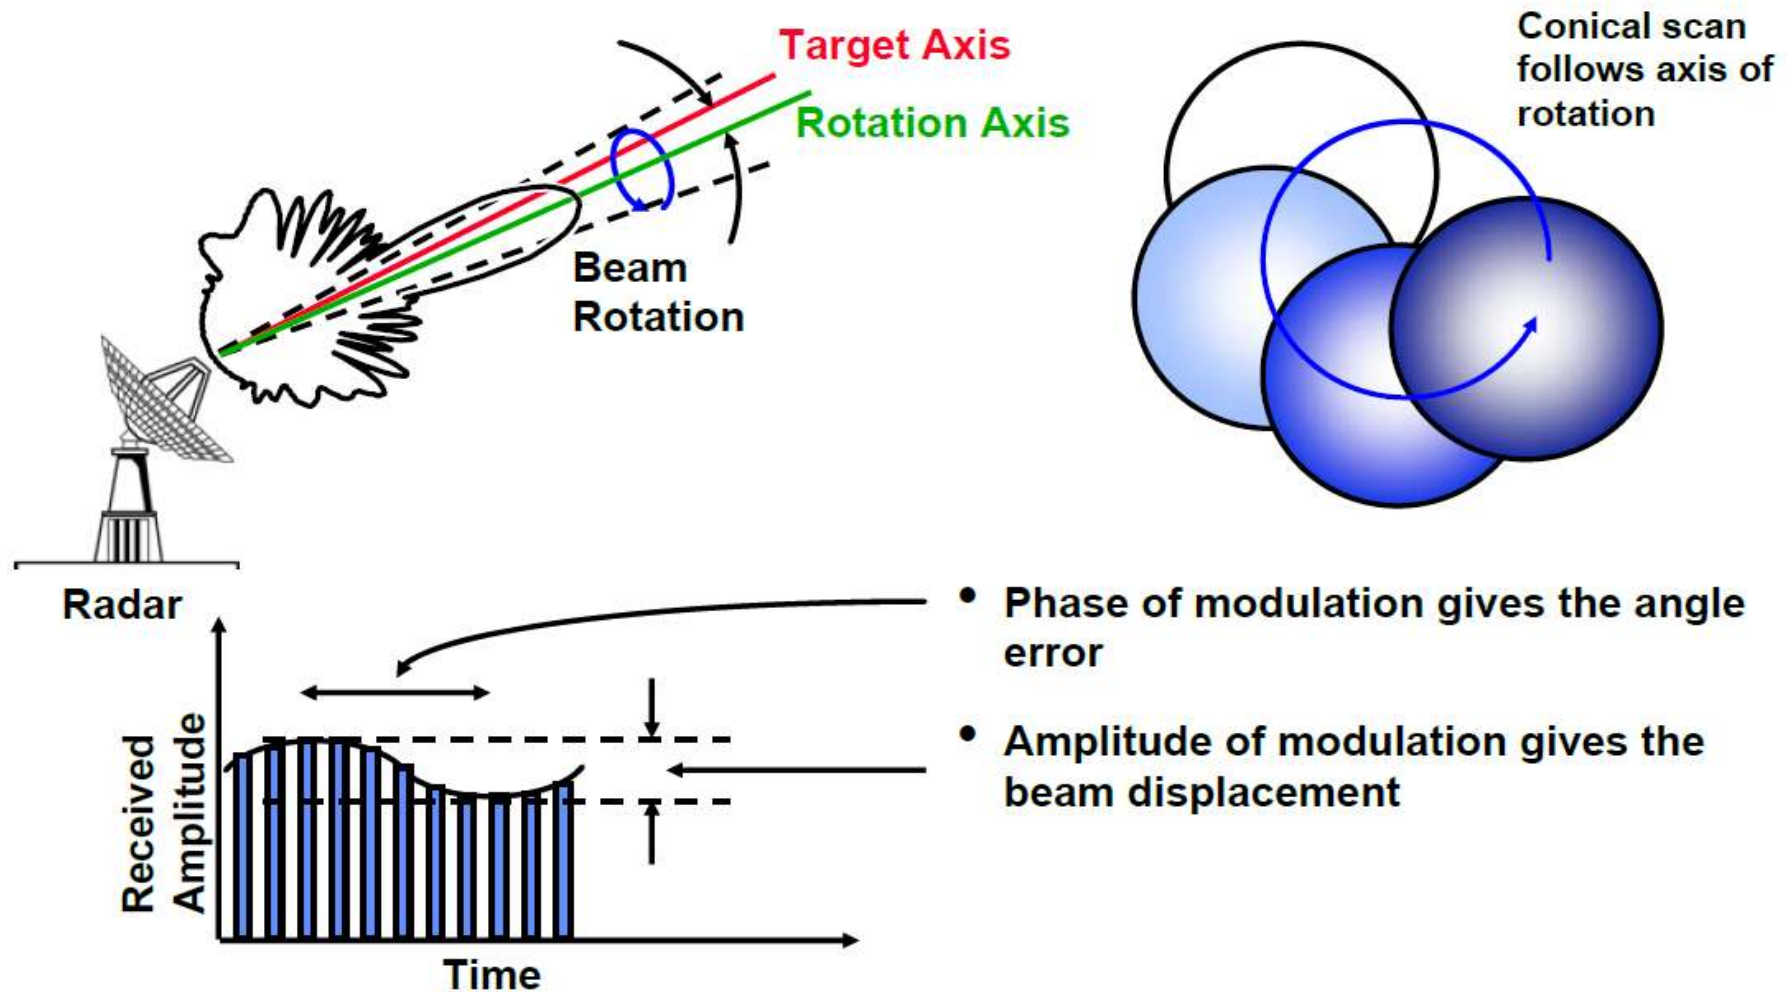 Target Axis
Rotation Axis
Beam
Rotation
Conical scan
follows axis of
rotation
Radar
Received
Amplitude
Time
• Phase of modulation gives the angle
error
• Amplitude of modulation gives the
beam displacement